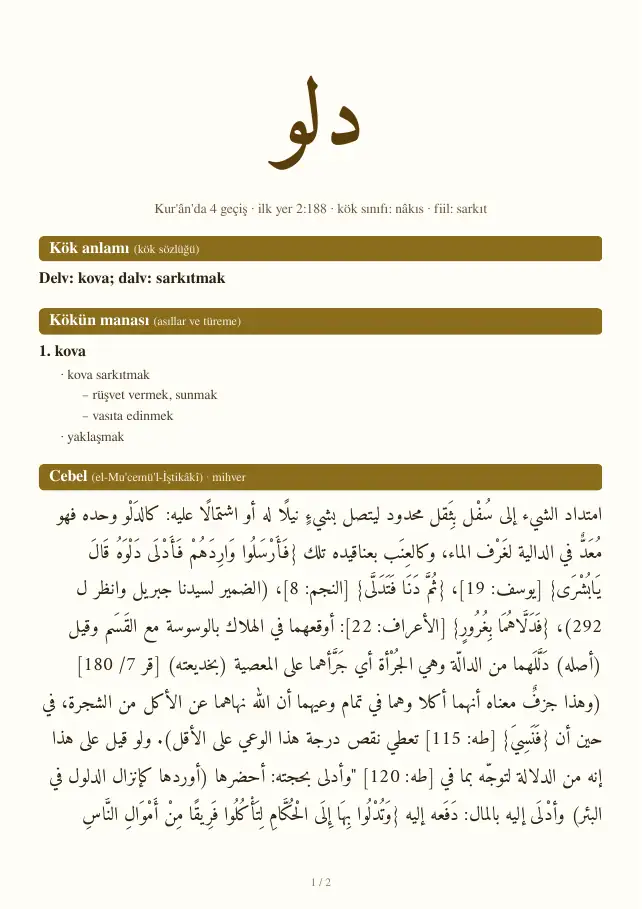 دلو
Kur'ân'da 4 geçiş · ilk yer 2:188 · kök sınıfı: nâkıs · fiil: sarkıt
Kök anlamı (kök sözlüğü)
Delv: kova; dalv: sarkıtmak
Kökün manası (asıllar ve türeme)
1. kova
· kova sarkıtmak
– rüşvet vermek, sunmak
– vasıta edinmek
· yaklaşmak
Cebel (el-Mu'cemü'l-İştikâkî) · mihver
امتداد الشيء إلى سُفْل بِثَقل محدود ليتصل بشيءٍ نيلًا له أو اشتمالًا عليه: كالدَلْو وحده فهو
مُعَدٌّ في الدالية لغَرْف الماء، وكالعِنَب بعناقيده تلك {فَأَرْسَلُوا وَارِدَهُمْ فَأَدْلَى دَلْوَهُ قَالَ
يَابُشْرَى} [يوسف: 19]، {ثُمَّ دَنَا فَتَدَلَّى} [النجم: 8]، (الضمير لسيدنا جبريل وانظر ل
292)، {فَدَلَّاهُمَا بِغُرُورٍ} [الأعراف: 22]: أوقعهما في الهلاك بالوسوسة مع القَسَم وقيل
(أصله) دَلَّلَهما من الدالّة وهي الجُرْأة أي جَرَّأهما على المعصية (بخديعته) [قر 7/ 180]
(وهذا جزفٌ معناه أنهما أكلا وهما في تمام وعيهما أن الله نهاهما عن الأكل من الشجرة، في
حين أن {فَنَسِيَ} [طه: 115] تعطي نقص درجة هذا الوعي على الأقل). ولو قيل على هذا
إنه من الدلالة لتوجّه بما في [طه: 120] "وأدلى بحجته: أحضرها (أوردها كإنزال الدلول في
البئر) وأدْلَى إليه بالمال: دَفَعه إليه {وَتُدْلُوا بِهَا إِلَى الْحُكَّامِ لِتَأْكُلُوا فَرِيقًا مِنْ أَمْوَالِ النَّاسِ
1 / 2